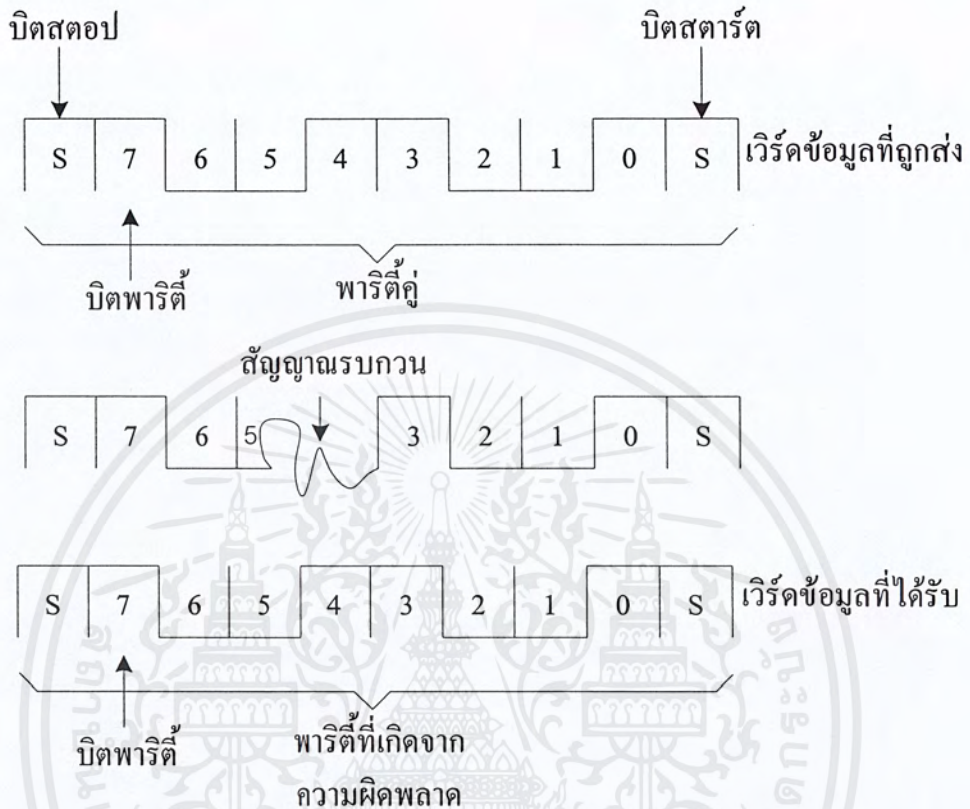 บิตสตอป บิตสตาร์ต
S 7 6 5 4 3 2 1 0 S เวิร์ดข้อมูลที่ถูกส่ง
บิตพาริตี้ พาริตี้คู่
สัญญาณรบกวน
S 7 6 5 3 2 1 0 S
S 7 6 5 4 3 2 1 0 S เวิร์ดข้อมูลที่ได้รับ
บิตพาริตี้ พาริตี้ที่เกิดจาก
ความผิดพลาด